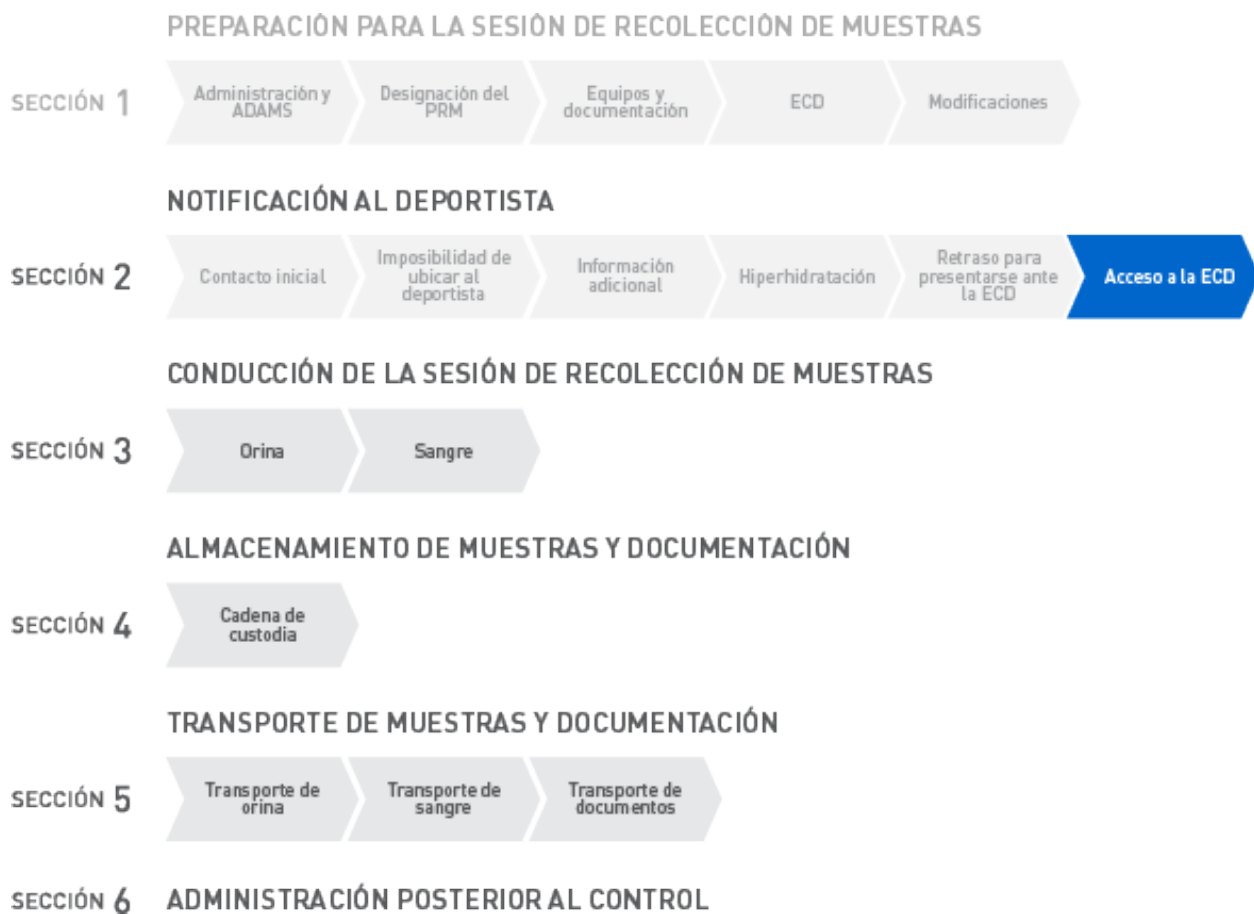 PREPARACIÓN PARA LA SESIÓN DE RECOLECCIÓN DE MUESTRAS
SECCIÓN 1
Administración y
ADAMS
Designación del
PRM
Equipos y
documentación
ECD
Modificaciones
NOTIFICACIÓN AL DEPORTISTA
SECCIÓN 2
Contacto inicial
Imposibilidad de
ubicar al
deportista
Información
adicional
Hiperhidratación
Retraso para
presentarse ante
la ECD
Acceso a la ECD
CONDUCCIÓN DE LA SESIÓN DE RECOLECCIÓN DE MUESTRAS
SECCIÓN 3
Orina
Sangre
ALMACENAMIENTO DE MUESTRAS Y DOCUMENTACIÓN
SECCIÓN 4
Cadena de
custodia
TRANSPORTE DE MUESTRAS Y DOCUMENTACIÓN
SECCIÓN 5
Transporte de
orina
Transporte de
sangre
Transporte de
documentos
SECCIÓN 6
ADMINISTRACIÓN POSTERIOR AL CONTROL